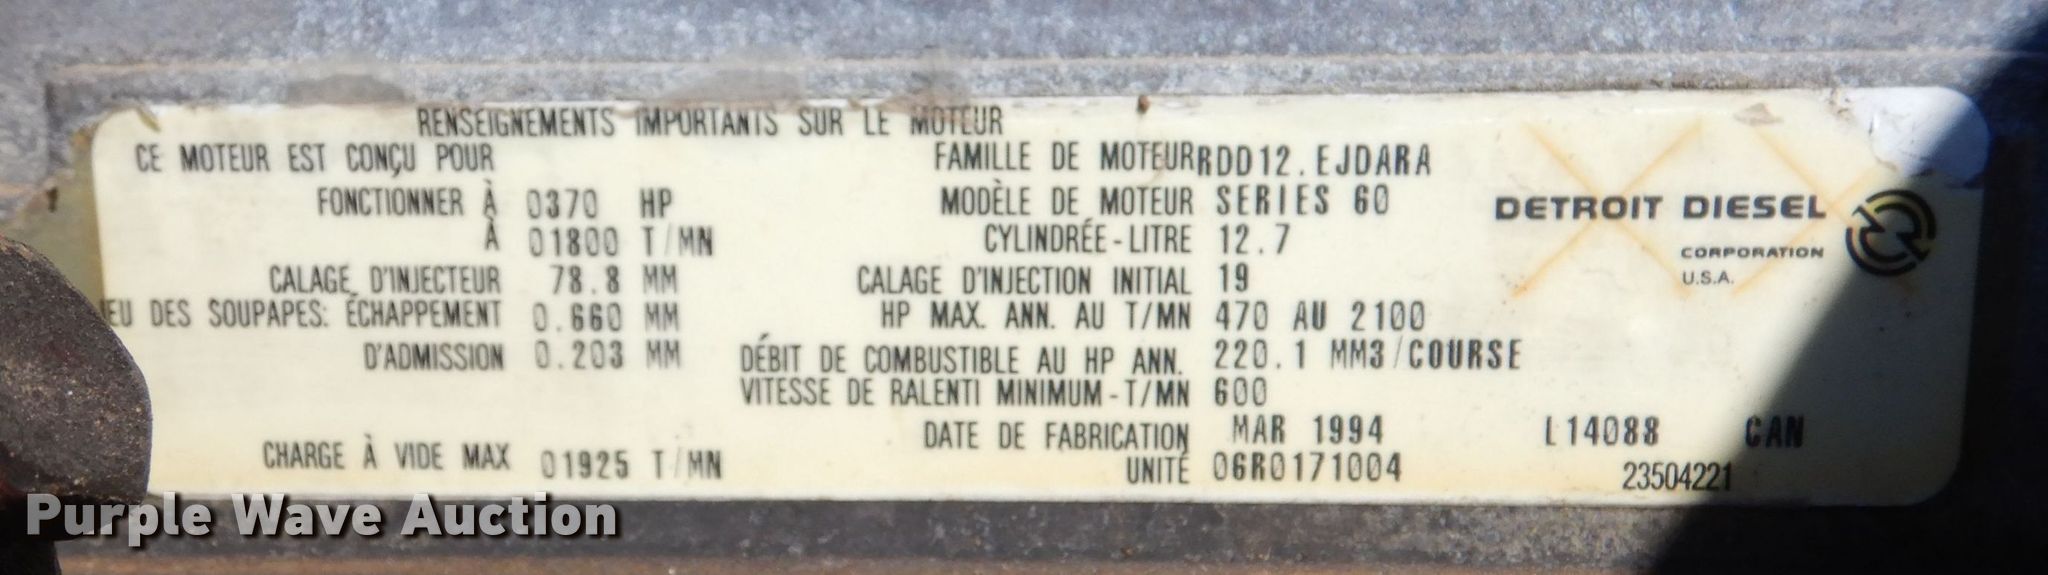 RENSEIGNEMENTS IMPORTANTS SUR LE MOTEUR
CE MOTEUR EST CONÇU POUR
FONCTIONNER À 0370 HP
À 01800 T/MN
CALAGE D'INJECTEUR 78.8 MM
EU DES SOUPAPES: ÉCHAPPEMENT 0.660 MM
D'ADMISSION 0.203 MM
CHARGE À VIDE MAX 01925 T/MN
FAMILLE DE MOTEUR RDD12.EJDARA
MODÈLE DE MOTEUR SERIES 60
CYLINDRÉE-LITRE 12.7
CALAGE D'INJECTION INITIAL 19
HP MAX. ANN. AU T/MN 470 AU 2100
DÉBIT DE COMBUSTIBLE AU HP ANN. 220.1 MM3/COURSE
VITESSE DE RALENTI MINIMUM-T/MN 600
DATE DE FABRICATION MAR 1994
UNITÉ 06R0171004
DETROIT DIESEL
CORPORATION
U.S.A.
L14088 CAN
23504221
Purple Wave Auction